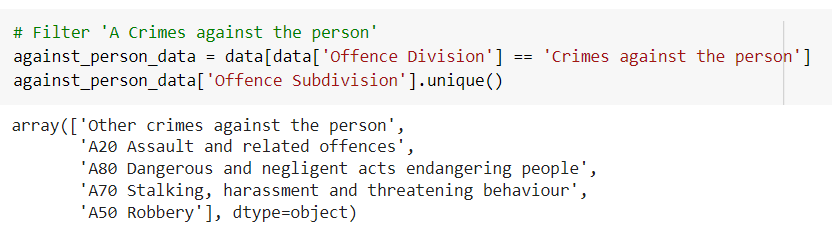 # Filter 'A Crimes against the person'
against_person_data = data[data['Offence Division'] == 'Crimes against the person']
against_person_data['Offence Subdivision'].unique()
array(['Other crimes against the person',
'A20 Assault and related offences',
'A80 Dangerous and negligent acts endangering people',
'A70 Stalking, harassment and threatening behaviour',
'A50 Robbery'], dtype=object)